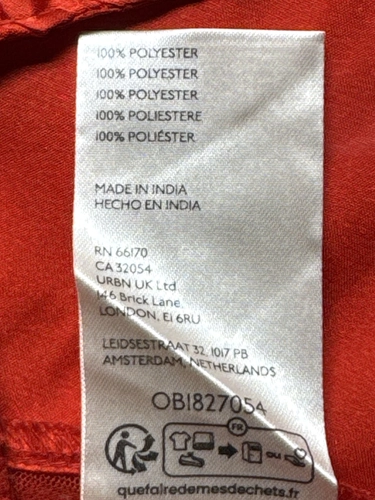 100% POLYESTER
100% POLYESTER
100% POLYESTER
100% POLIESTERE
100% POLIÉSTER
MADE IN INDIA
HECHO EN INDIA
RN 66170
CA 32054
URBN UK Ltd
146 Brick Lane
LONDON, E1 6RU
LEIDSESTRAAT 32, 1017 PB
AMSTERDAM, NETHERLANDS
OB1827054
FR
ou
quefairedemesdechets.fr